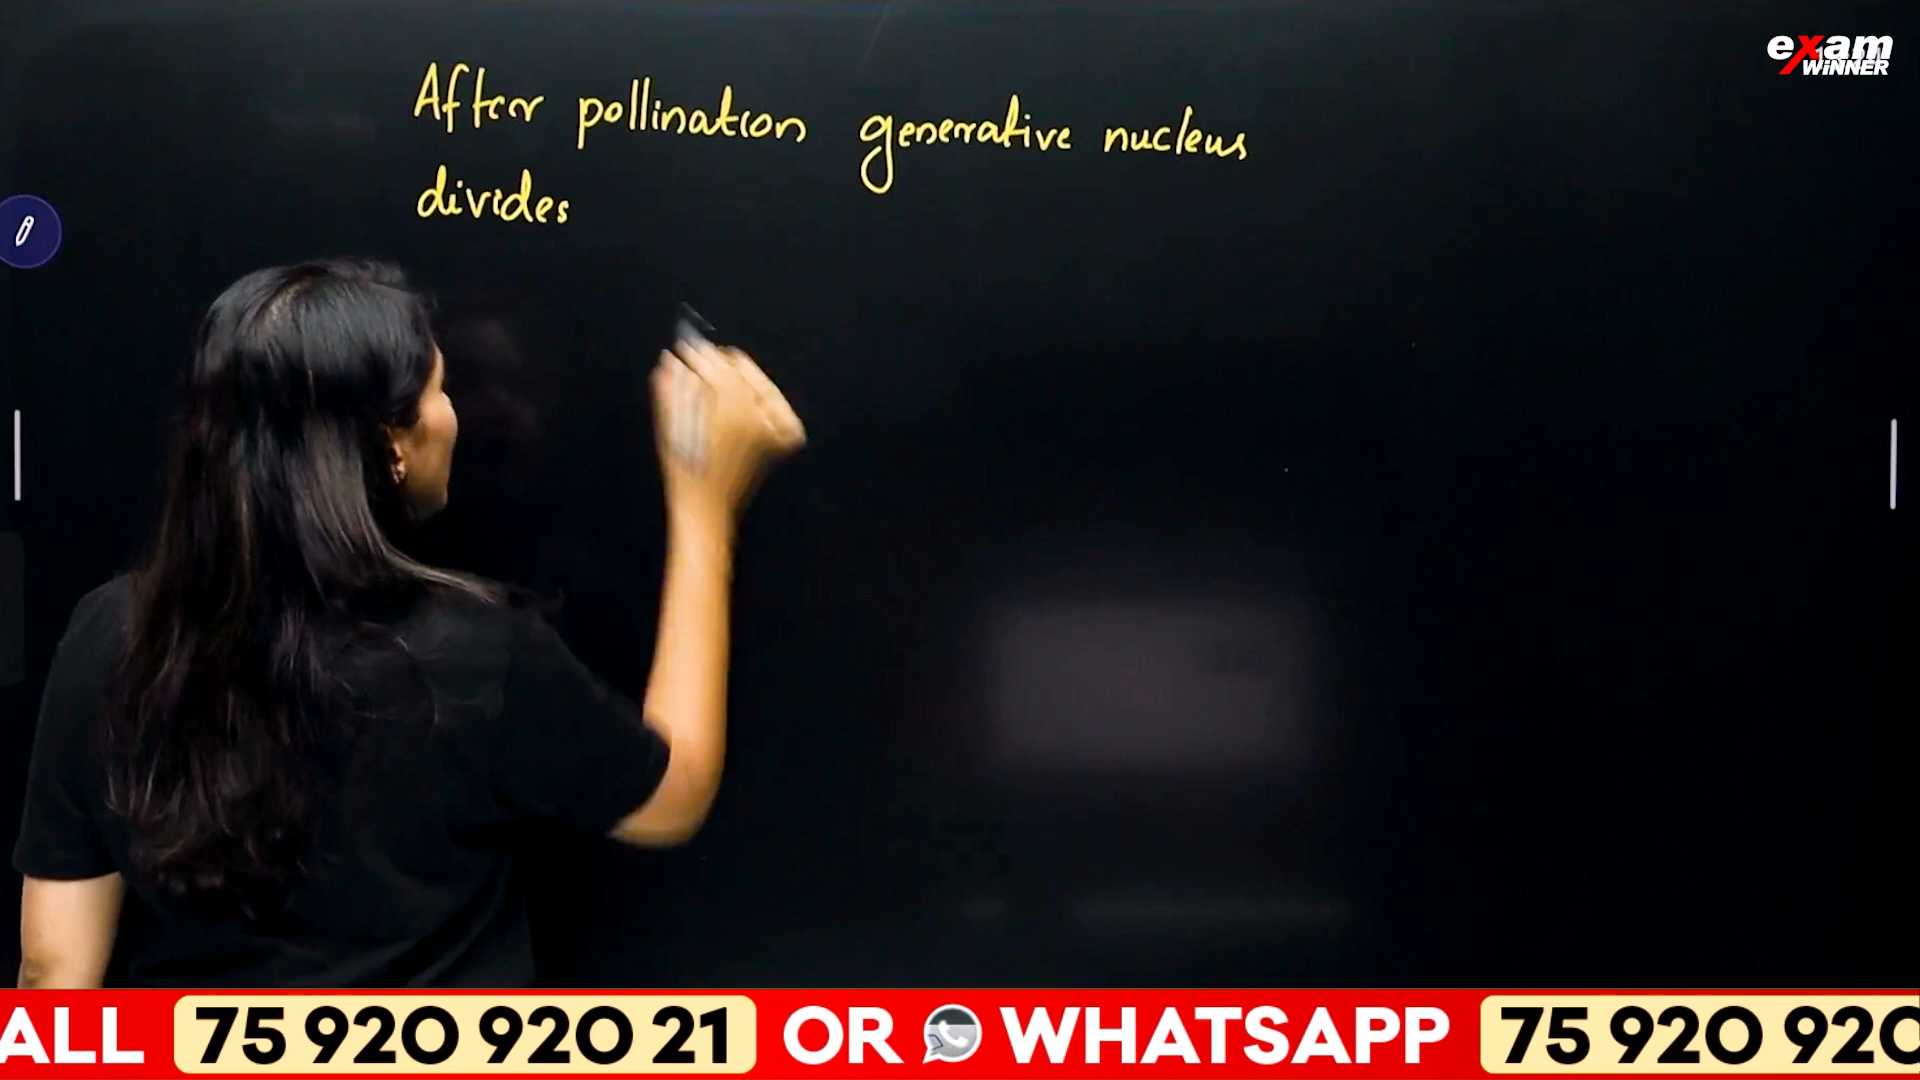 exam
WiNNER
After pollination generative nucleus
divides
ALL 75 920 920 21 OR WHATSAPP 75 920 920